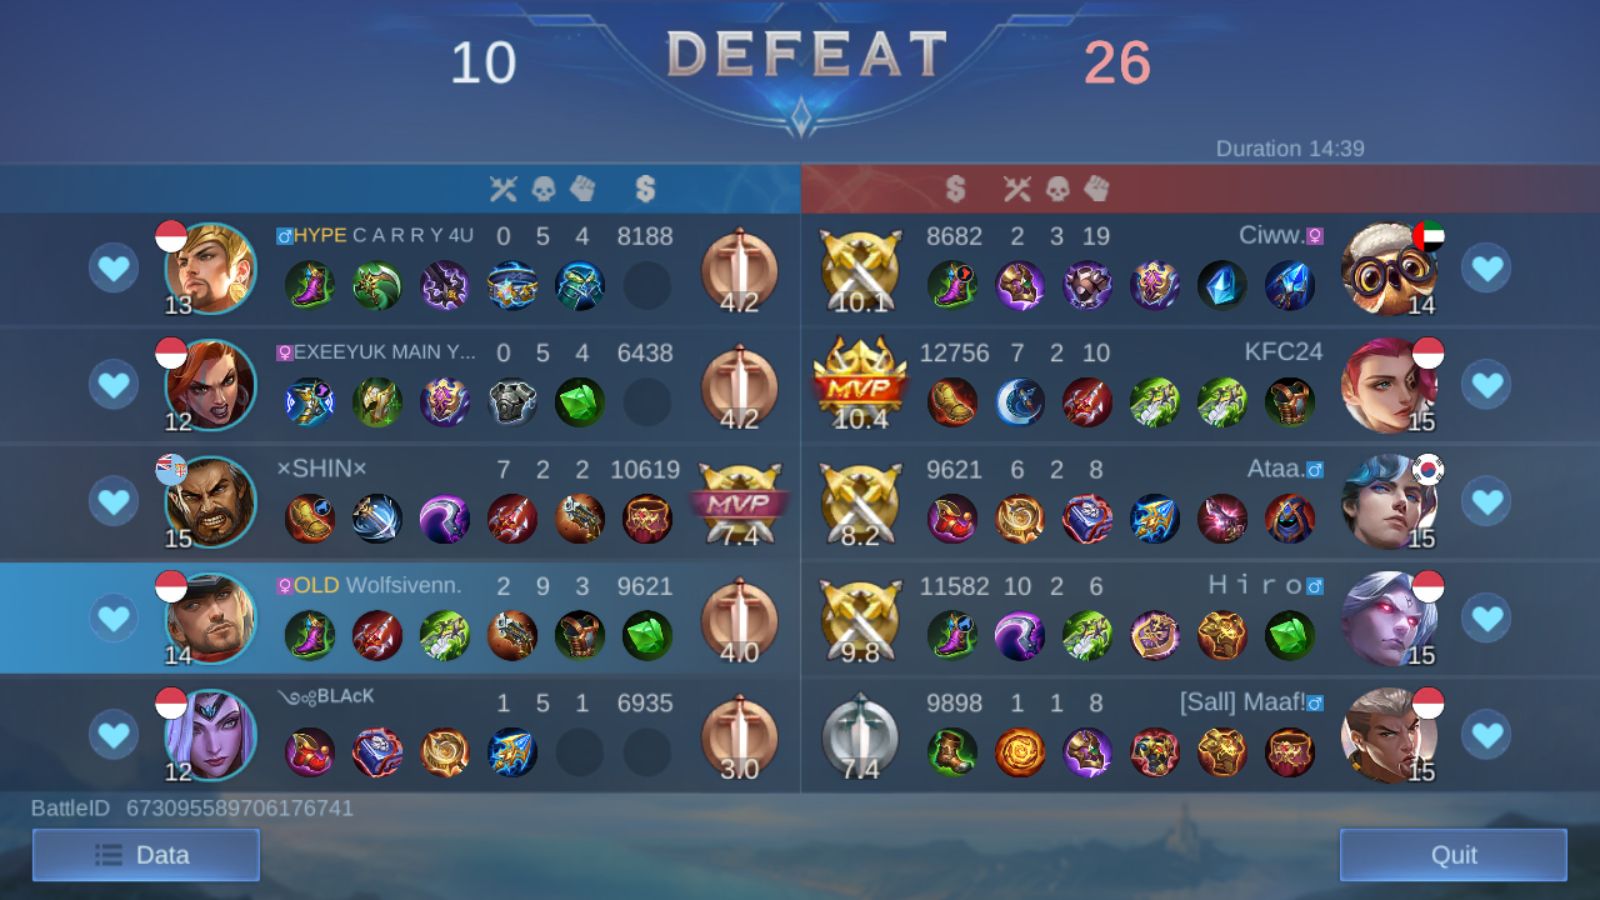 10 DEFEAT 26
Duration 14:39
HYPE C A R R Y 4U 0 5 4 8188
13 4.2
8682 2 3 19 Ciww.
10.1 14
EXEEYUK MAIN Y... 0 5 4 6438
12 4.2
12756 7 2 10 KFC24
MVP
10.4 15
×SHIN× 7 2 2 10619
MVP
15 7.4
9621 6 2 8 Ataa.
8.2 15
OLD Wolfsivenn. 2 9 3 9621
14 4.0
11582 10 2 6 H i r o
9.8 15
BLAcK 1 5 1 6935
12 3.0
9898 1 1 8 [Sall] Maaf!
7.4 15
BattleID 673095589706176741
Data
Quit